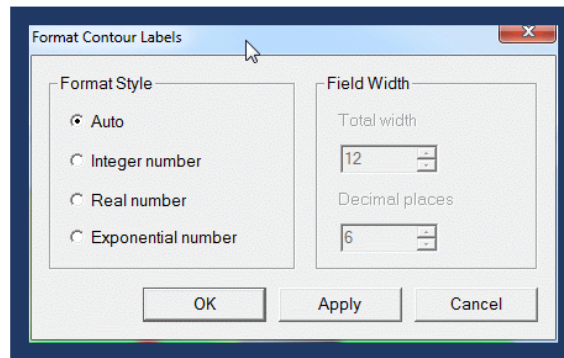 Format Contour Labels
Format Style
Auto
Integer number
Real number
Exponential number
Field Width
Total width
12
Decimal places
6
OK
Apply
Cancel